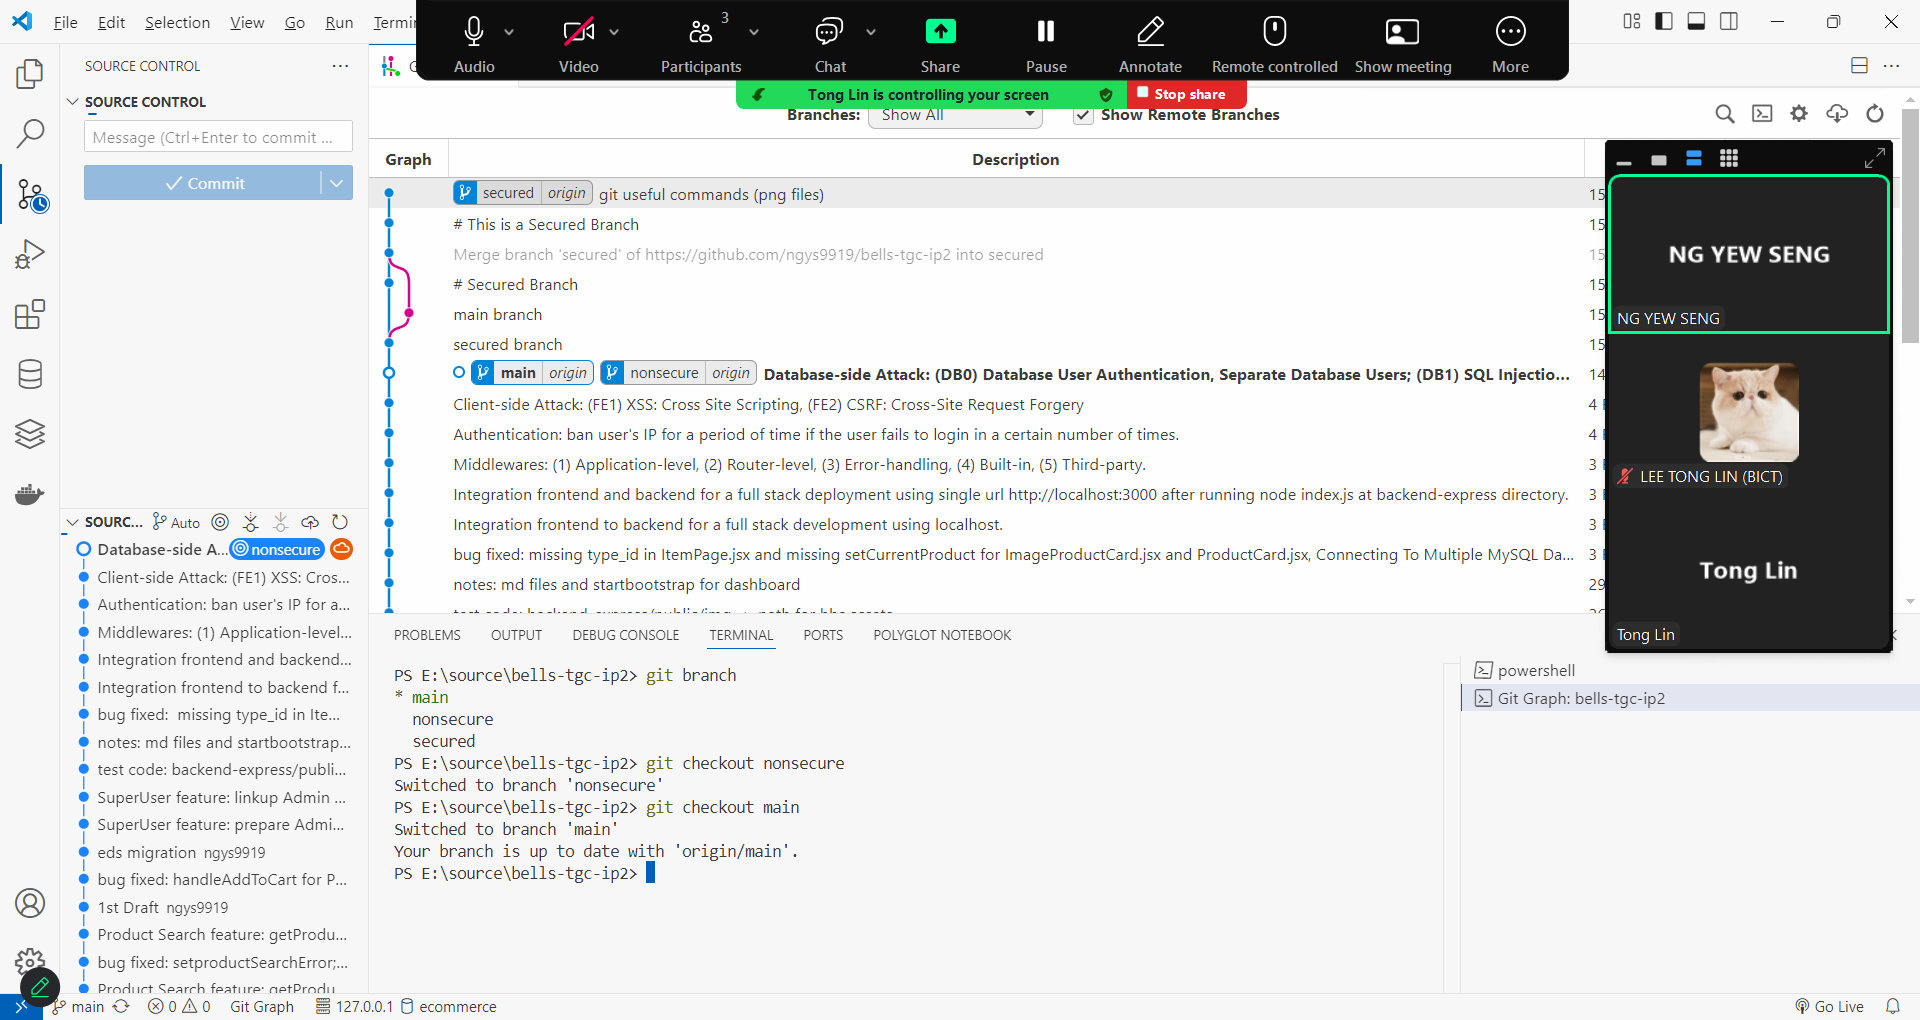 File Edit Selection View Go Run Termin
Audio
Video
3
Participants
Chat
Share
Pause
Annotate
Remote controlled
Show meeting
More
Tong Lin is controlling your screen
Stop share
SOURCE CONTROL
SOURCE CONTROL
Message (Ctrl+Enter to commit ...
Commit
Branches: Show All Show Remote Branches
Graph Description
secured origin git useful commands (png files) 15
# This is a Secured Branch 15
Merge branch 'secured' of https://github.com/ngys9919/bells-tgc-ip2 into secured 15
# Secured Branch 15
main branch 15
secured branch 15
main origin nonsecure origin Database-side Attack: (DB0) Database User Authentication, Separate Database Users; (DB1) SQL Injectio... 14
Client-side Attack: (FE1) XSS: Cross Site Scripting, (FE2) CSRF: Cross-Site Request Forgery 4
Authentication: ban user's IP for a period of time if the user fails to login in a certain number of times. 4
Middlewares: (1) Application-level, (2) Router-level, (3) Error-handling, (4) Built-in, (5) Third-party. 3
Integration frontend and backend for a full stack deployment using single url http://localhost:3000 after running node index.js at backend-express directory. 3
Integration frontend to backend for a full stack development using localhost. 3
bug fixed: missing type_id in ItemPage.jsx and missing setCurrentProduct for ImageProductCard.jsx and ProductCard.jsx, Connecting To Multiple MySQL Da... 3
notes: md files and startbootstrap for dashboard 29
NG YEW SENG
NG YEW SENG
LEE TONG LIN (BICT)
Tong Lin
Tong Lin
SOURC... Auto
Database-side A... nonsecure
Client-side Attack: (FE1) XSS: Cros...
Authentication: ban user's IP for a...
Middlewares: (1) Application-level...
Integration frontend and backend...
Integration frontend to backend f...
bug fixed: missing type_id in Ite...
notes: md files and startbootstrap...
test code: backend-express/publi...
SuperUser feature: linkup Admin ...
SuperUser feature: prepare Admi...
eds migration ngys9919
bug fixed: handleAddToCart for P...
1st Draft ngys9919
Product Search feature: getProdu...
bug fixed: setproductSearchError;...
Product Search feature: getProdu
PROBLEMS OUTPUT DEBUG CONSOLE TERMINAL PORTS POLYGLOT NOTEBOOK
PS E:\source\bells-tgc-ip2> git branch
* main
nonsecure
secured
PS E:\source\bells-tgc-ip2> git checkout nonsecure
Switched to branch 'nonsecure'
PS E:\source\bells-tgc-ip2> git checkout main
Switched to branch 'main'
Your branch is up to date with 'origin/main'.
PS E:\source\bells-tgc-ip2>
powershell
Git Graph: bells-tgc-ip2
main 0 0 Git Graph 127.0.0.1 ecommerce Go Live